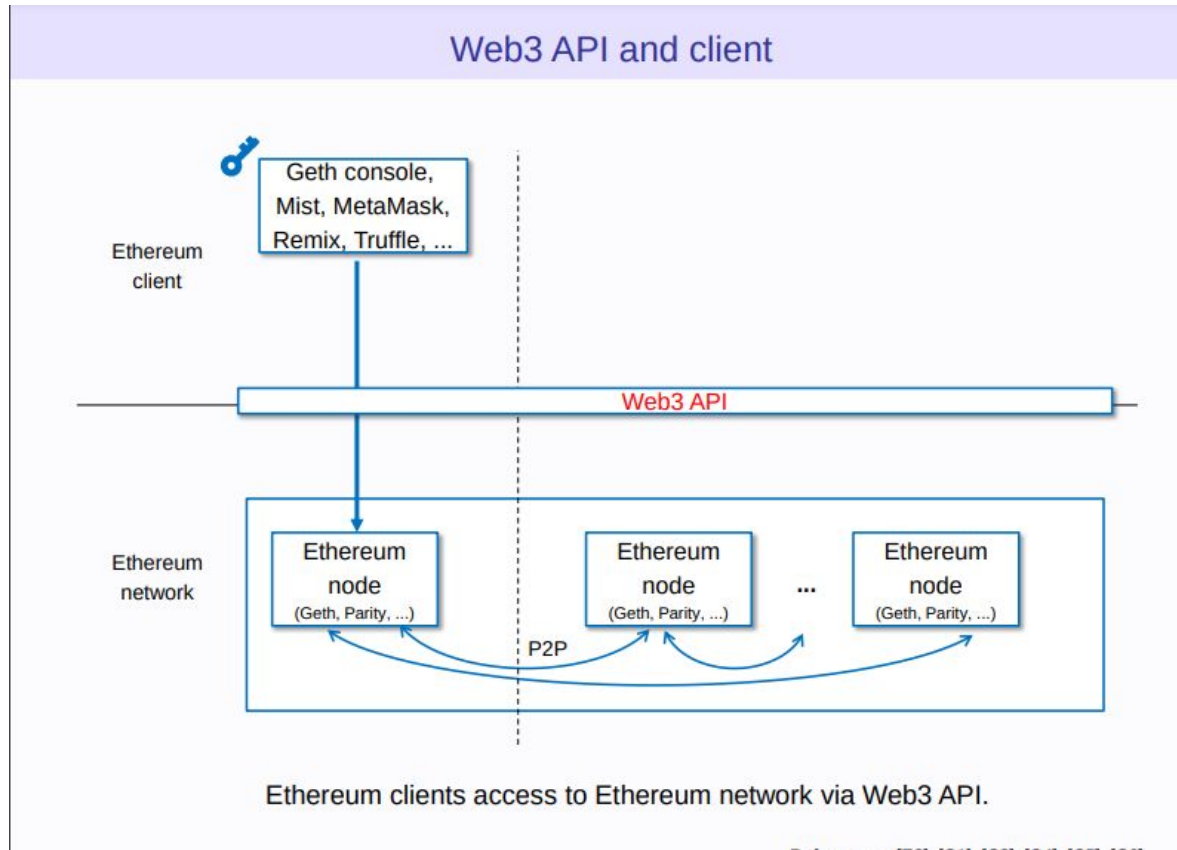 Web3 API and client
Geth console,
Mist, MetaMask,
Remix, Truffle, ...
Ethereum
client
Web3 API
Ethereum
network
Ethereum
node
(Geth, Parity, ...)
Ethereum
node
(Geth, Parity, ...)
...
Ethereum
node
(Geth, Parity, ...)
P2P
Ethereum clients access to Ethereum network via Web3 API.